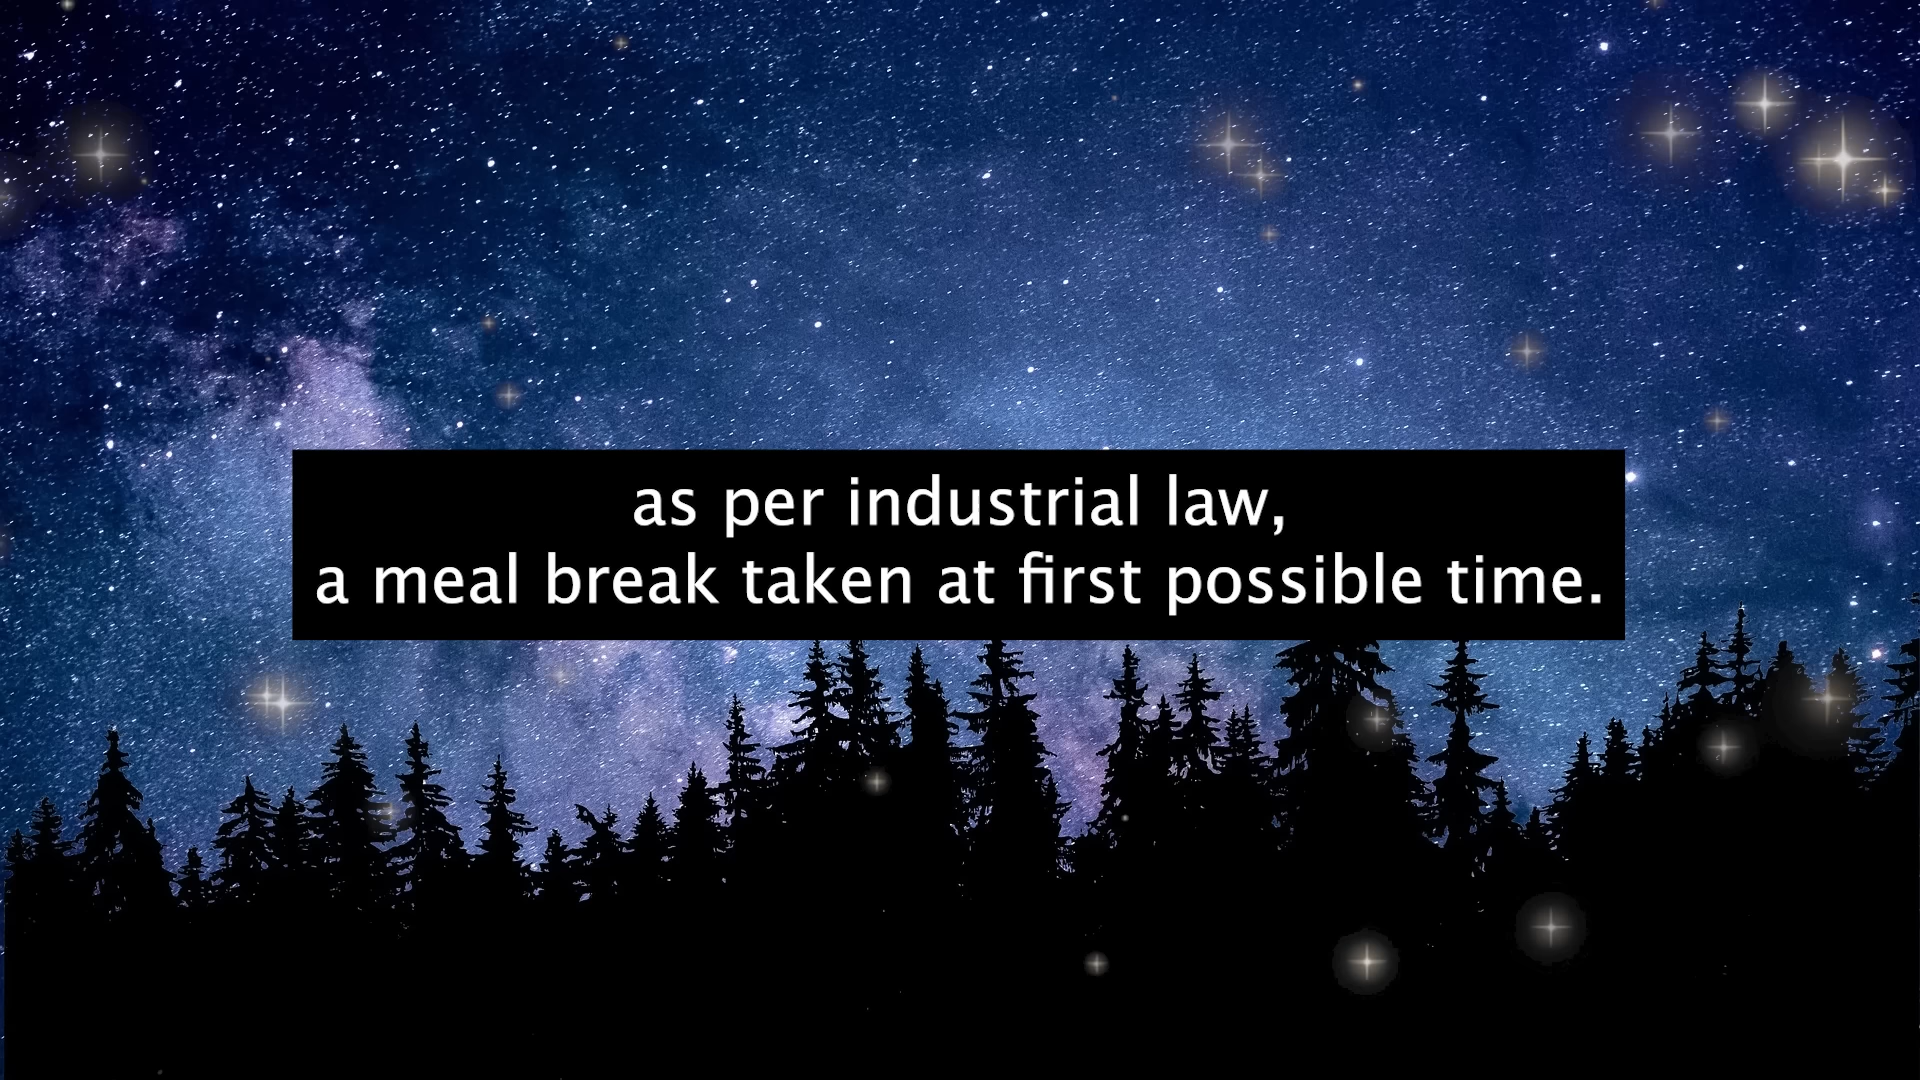 as per industrial law,
a meal break taken at first possible time.